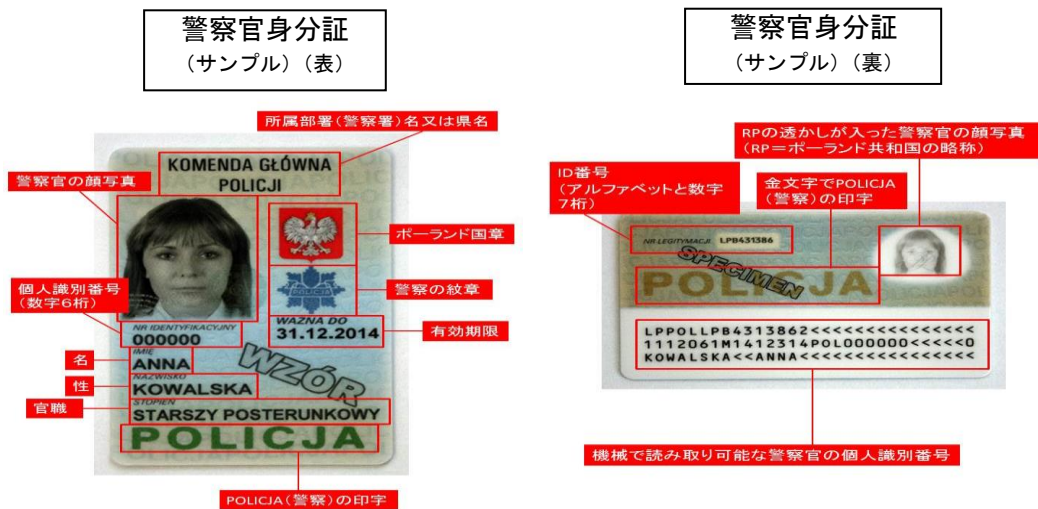 警察官身分証
(サンプル)(表)
警察官身分証
(サンプル)(裏)
所属部署(警察署)名又は県名
警察官の顔写真
KOMENDA GŁÓWNA
POLICJI
ポーランド国章
個人識別番号
(数字6桁)
POLICJA
警察の紋章
NR IDENTYFIKACYJNY
000000
WAŻNA DO
31.12.2014
有効期限
IMIĘ
名
ANNA
NAZWISKO
性
KOWALSKA
WZÓR
STOPIEŃ
官職
STARSZY POSTERUNKOWY
POLICJA
POLICJA(警察)の印字
RPの透かしが入った警察官の顔写真
(RP=ポーランド共和国の略称)
ID番号
(アルファベットと数字
7桁)
金文字でPOLICJA
(警察)の印字
NR LEGITYMACJI LPB431386
SPECIMEN
POLICJA
LPPOLLPB4313862<<<<<<<<<<<<<<<
1112061M1412314POL000000<<<<<0
KOWALSKA<<ANNA<<<<<<<<<<<<<<<<
機械で読み取り可能な警察官の個人識別番号